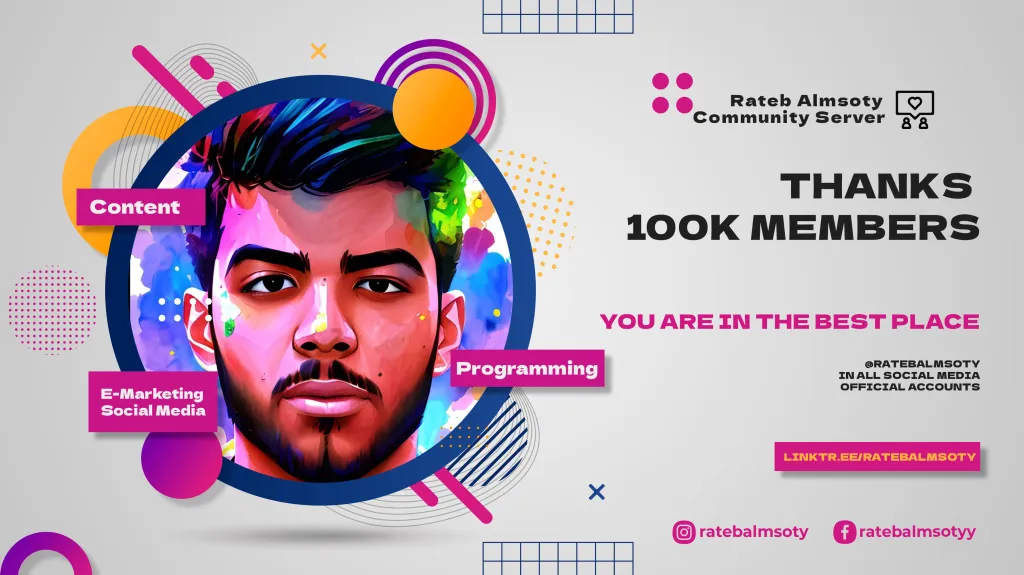 Rateb Almsoty
Community Server
THANKS
100K MEMBERS
Content
YOU ARE IN THE BEST PLACE
Programming
@RATEBALMSOTY
IN ALL SOCIAL MEDIA
OFFICIAL ACCOUNTS
E-Marketing
Social Media
LINKTR.EE/RATEBALMSOTY
ratebalmsoty
ratebalmsotyy